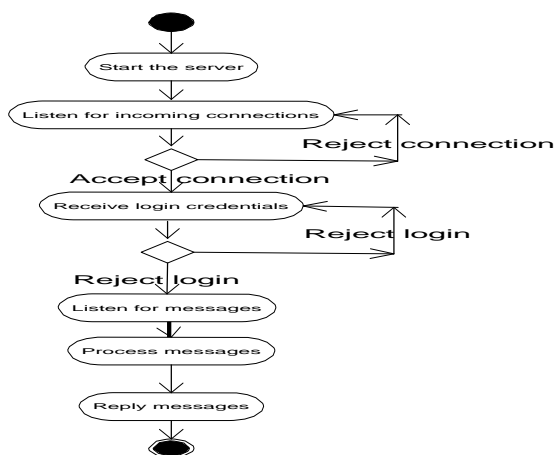 Start the server
Listen for incoming connections
Reject connection
Accept connection
Receive login credentials
Reject login
Reject login
Listen for messages
Process messages
Reply messages